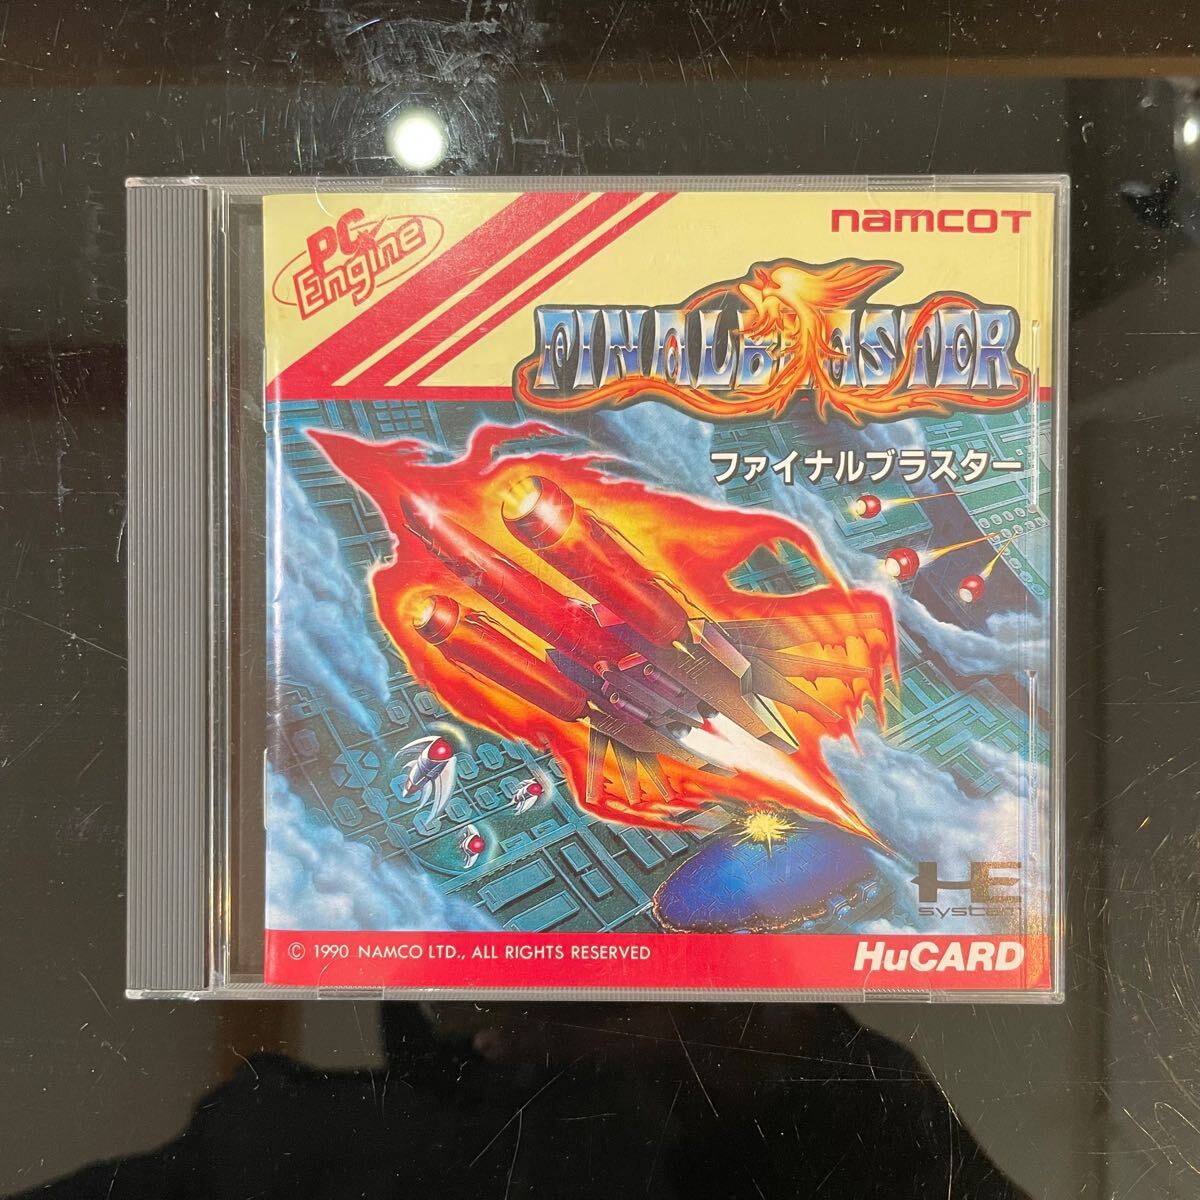 PC Engine
namcoT
FINAL BLASTER
ファイナルブラスター
HE
system
© 1990 NAMCO LTD., ALL RIGHTS RESERVED
HuCARD